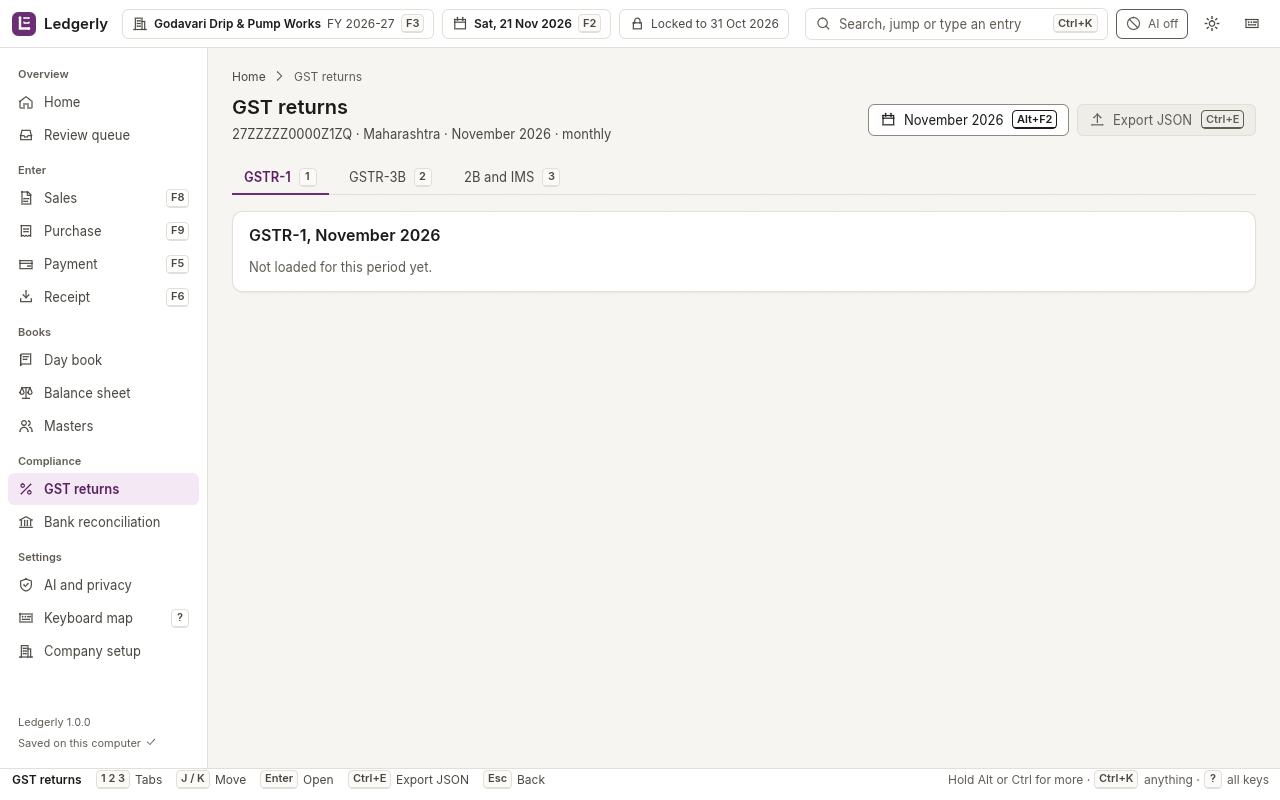 Ledgerly
Godavari Drip & Pump Works FY 2026-27 F3
Sat, 21 Nov 2026 F2
Locked to 31 Oct 2026
Search, jump or type an entry Ctrl+K
AI off
Overview
Home
Review queue
Enter
Sales F8
Purchase F9
Payment F5
Receipt F6
Books
Day book
Balance sheet
Masters
Compliance
GST returns
Bank reconciliation
Settings
AI and privacy
Keyboard map ?
Company setup
Ledgerly 1.0.0
Saved on this computer
Home GST returns
GST returns
27ZZZZZ0000Z1ZQ · Maharashtra · November 2026 · monthly
November 2026 Alt+F2
Export JSON Ctrl+E
GSTR-1 1 GSTR-3B 2 2B and IMS 3
GSTR-1, November 2026
Not loaded for this period yet.
GST returns 1 2 3 Tabs J / K Move Enter Open Ctrl+E Export JSON Esc Back
Hold Alt or Ctrl for more · Ctrl+K anything · ? all keys